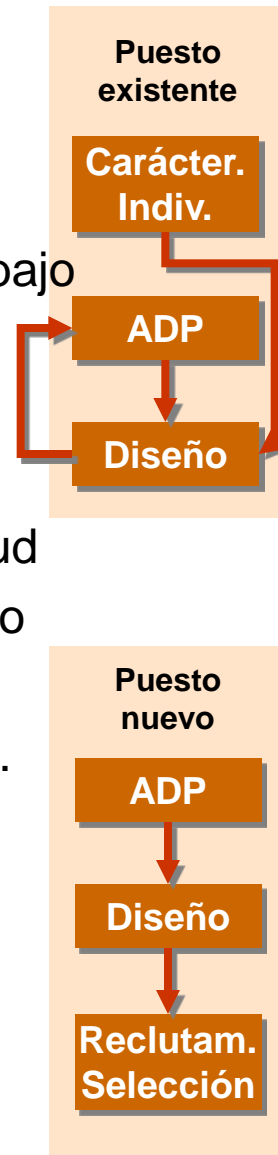 Puesto
existente
Carácter.
Indiv.
bajo
ADP
Diseño
ud
o
Puesto
nuevo
.
ADP
Diseño
Reclutam.
Selección